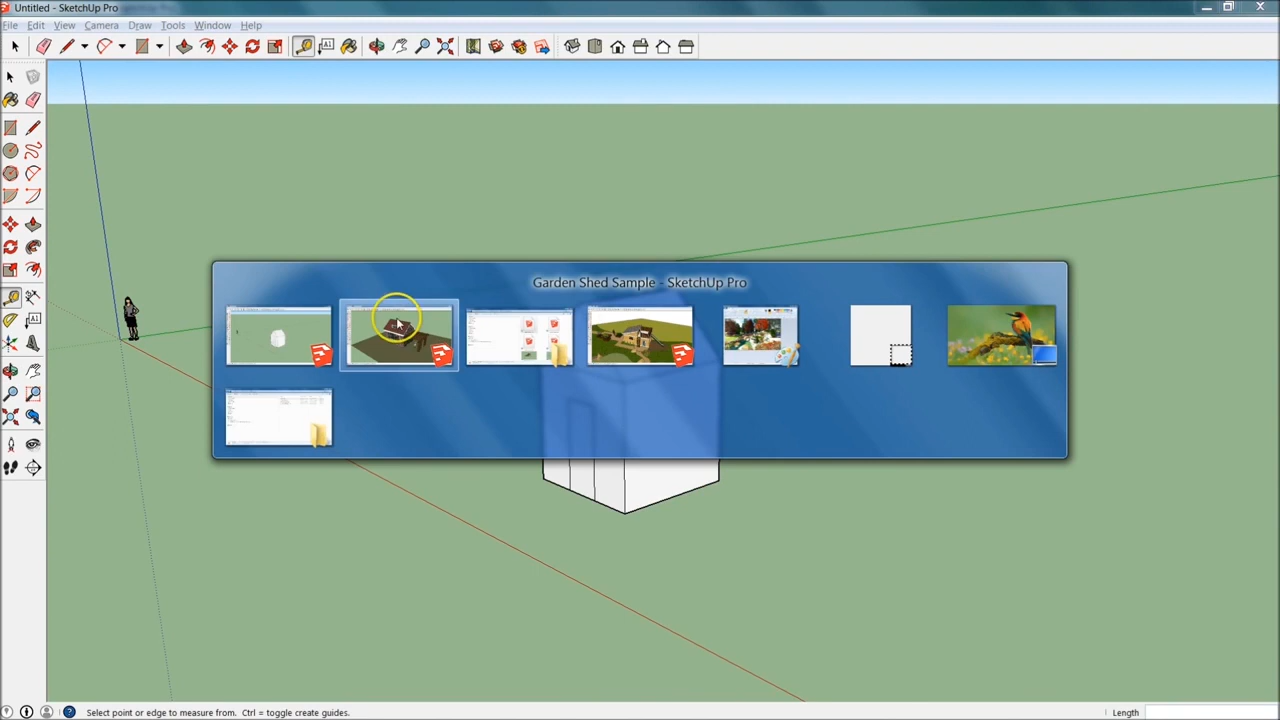 Untitled - SketchUp Pro
File Edit View Camera Draw Tools Window Help
A1
Garden Shed Sample - SketchUp Pro
Select point or edge to measure from. Ctrl = toggle create guides.
Length